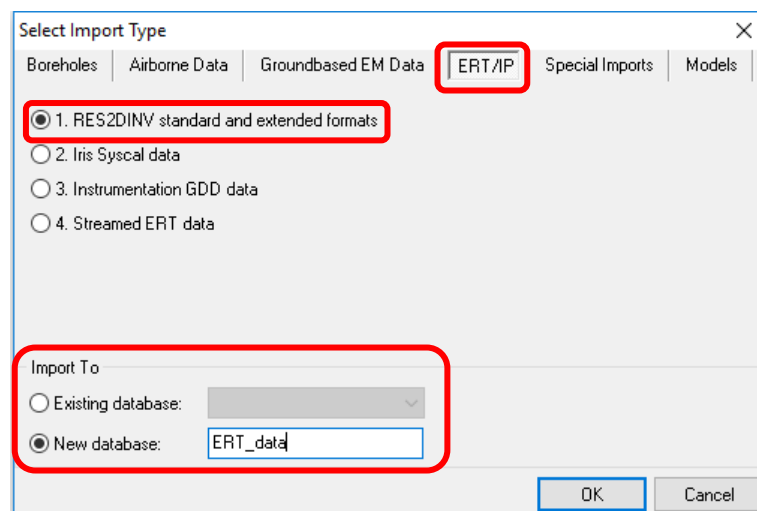 Select Import Type
Boreholes Airborne Data Groundbased EM Data ERT/IP Special Imports Models
1. RES2DINV standard and extended formats
2. Iris Syscal data
3. Instrumentation GDD data
4. Streamed ERT data
Import To
Existing database:
New database: ERT_data
OK Cancel